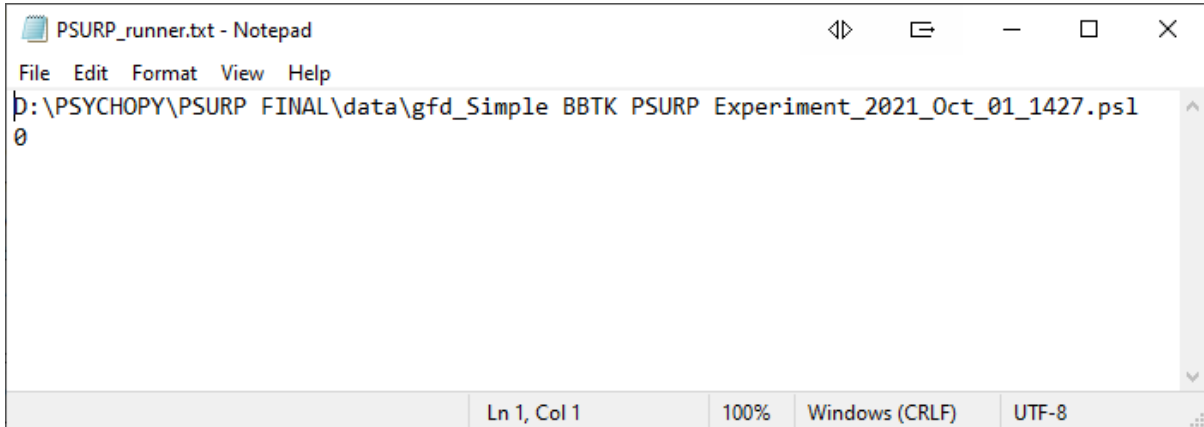 PSURP_runner.txt - Notepad
File Edit Format View Help
D:\PSYCHOPY\PSURP FINAL\data\gfd_Simple BBTK PSURP Experiment_2021_Oct_01_1427.psl
0
Ln 1, Col 1 100% Windows (CRLF) UTF-8